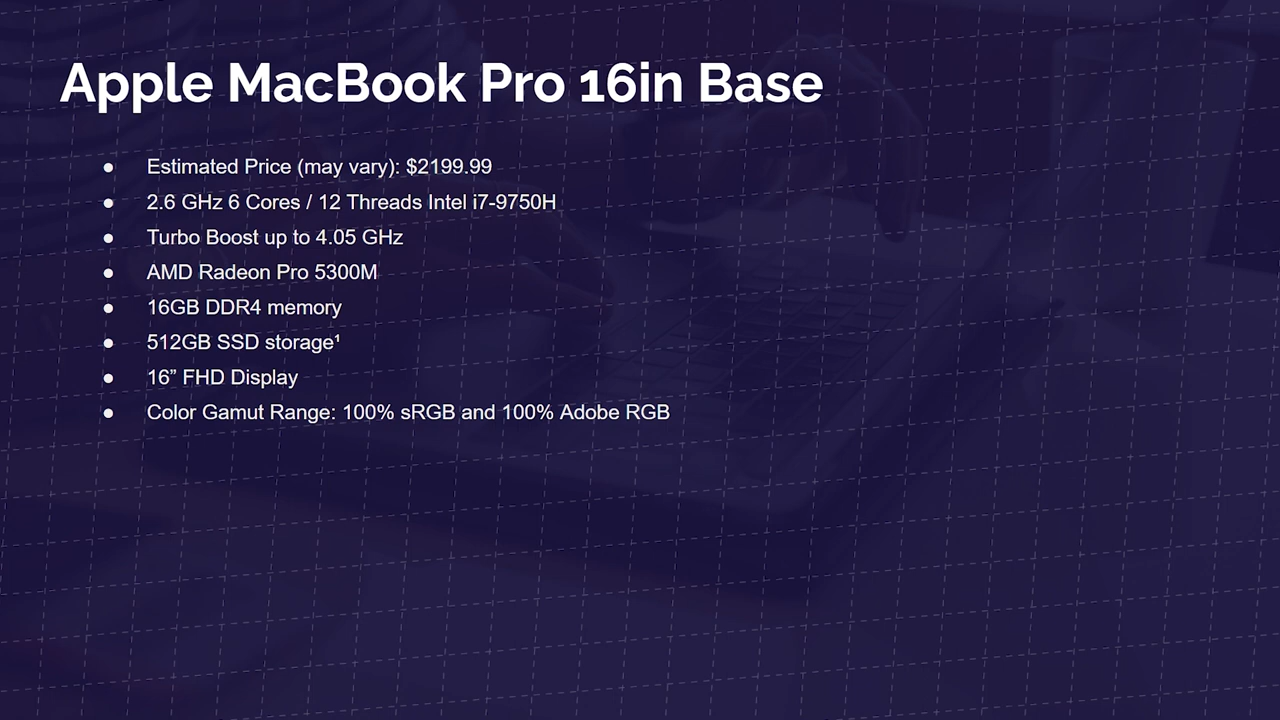 Apple MacBook Pro 16in Base
● Estimated Price (may vary): $2199.99
● 2.6 GHz 6 Cores / 12 Threads Intel i7-9750H
● Turbo Boost up to 4.05 GHz
● AMD Radeon Pro 5300M
● 16GB DDR4 memory
● 512GB SSD storage¹
● 16” FHD Display
● Color Gamut Range: 100% sRGB and 100% Adobe RGB